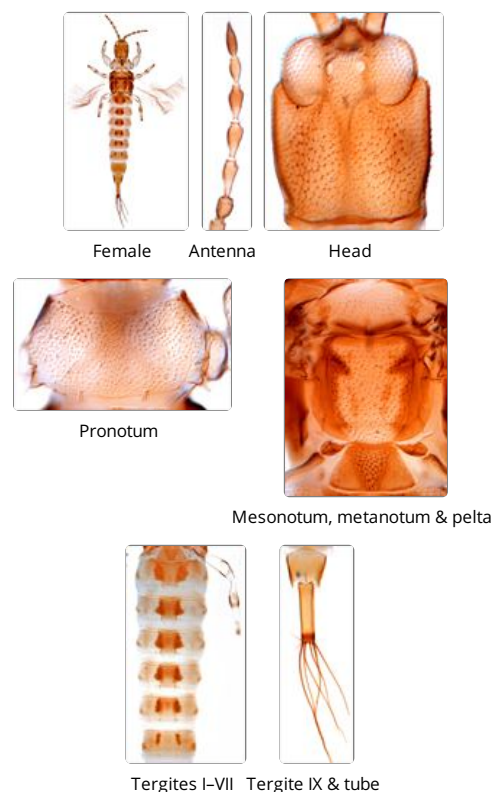 Female
Antenna
Head
Pronotum
Mesonotum, metanotum & pelta
Tergites I–VII
Tergite IX & tube